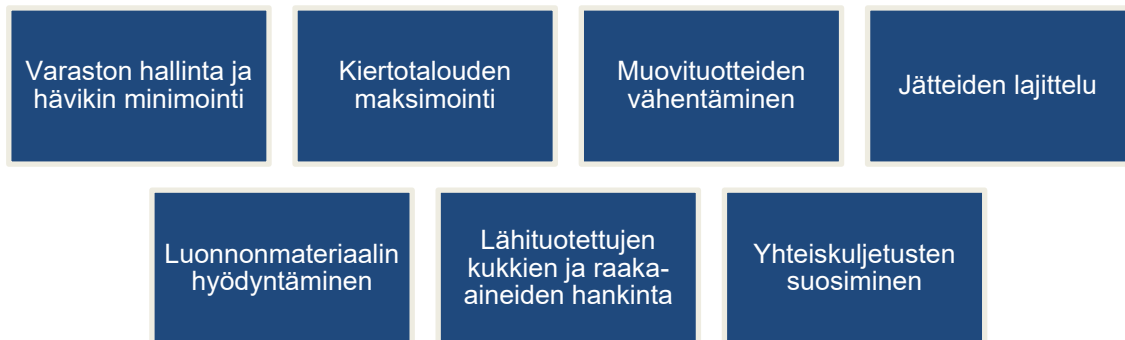 Varaston hallinta ja
hävikin minimointi
Kiertotalouden
maksimointi
Muovituotteiden
vähentäminen
Jätteiden lajittelu
Luonnonmateriaalin
hyödyntäminen
Lähituotettujen
kukkien ja raaka-
aineiden hankinta
Yhteiskuljetusten
suosiminen